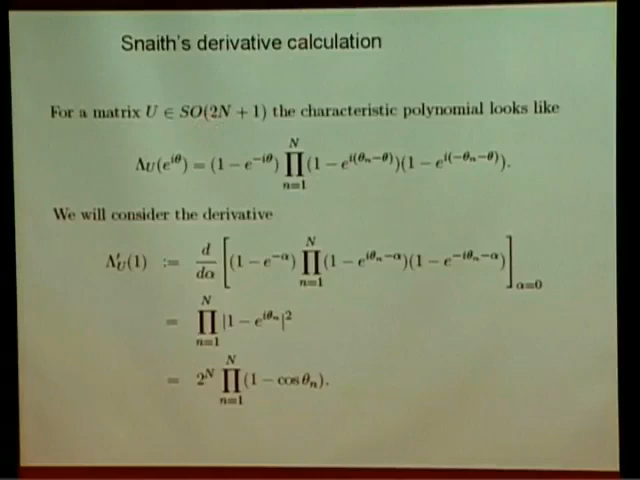 Snaith's derivative calculation
For a matrix U ∈ SO(2N + 1) the characteristic polynomial looks like
Λ_U(e^{iθ}) = (1 − e^{−iθ}) ∏_{n=1}^{N} (1 − e^{i(θ_n−θ)})(1 − e^{i(−θ_n−θ)}).
We will consider the derivative
Λ′_U(1) := d/dα [(1 − e^{−α}) ∏_{n=1}^{N} (1 − e^{iθ_n−α})(1 − e^{−iθ_n−α})]_{α=0}
= ∏_{n=1}^{N} |1 − e^{iθ_n}|^2
= 2^N ∏_{n=1}^{N} (1 − cos θ_n).